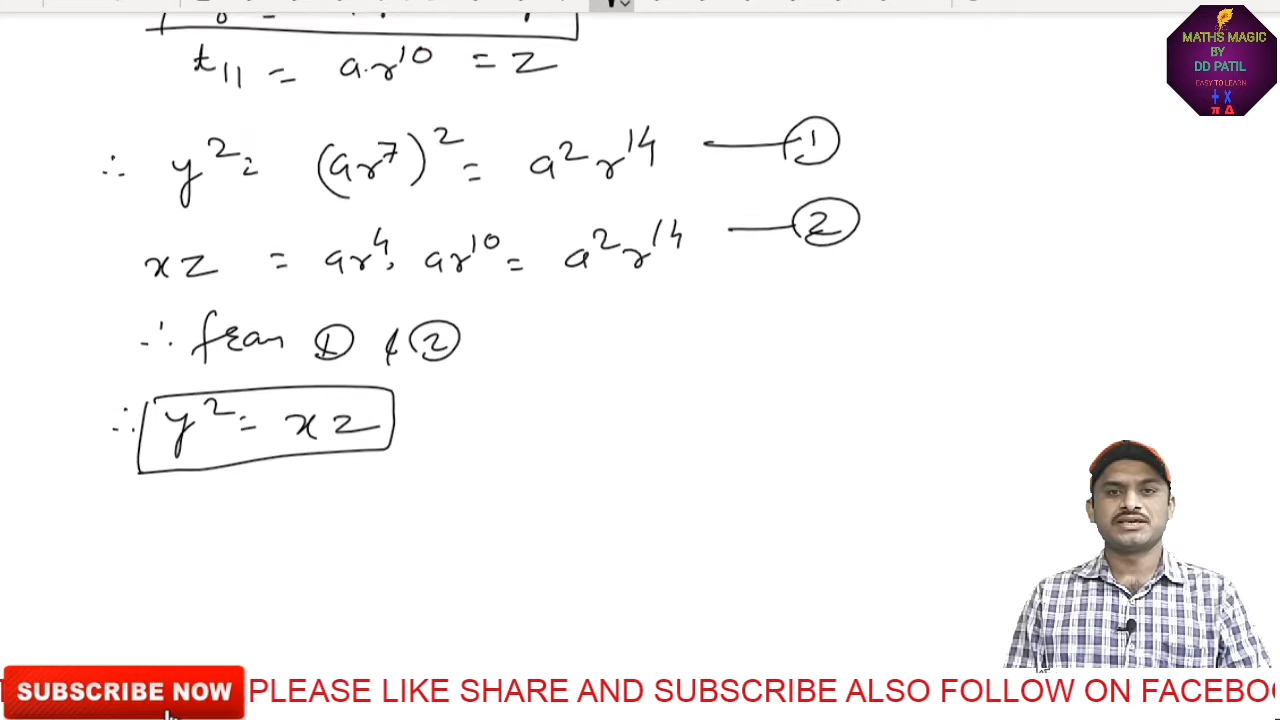 t₁₁ = a.r¹⁰ = z
∴ y² = (ar⁷)² = a²r¹⁴ —— ①
xz = ar⁴. ar¹⁰ = a²r¹⁴ —— ②
∴ from ① & ②
∴ y² = xz
MATHS MAGIC
BY
DD PATIL
EASY TO LEARN
+ X
π Δ
SUBSCRIBE NOW
PLEASE LIKE SHARE AND SUBSCRIBE ALSO FOLLOW ON FACEBO